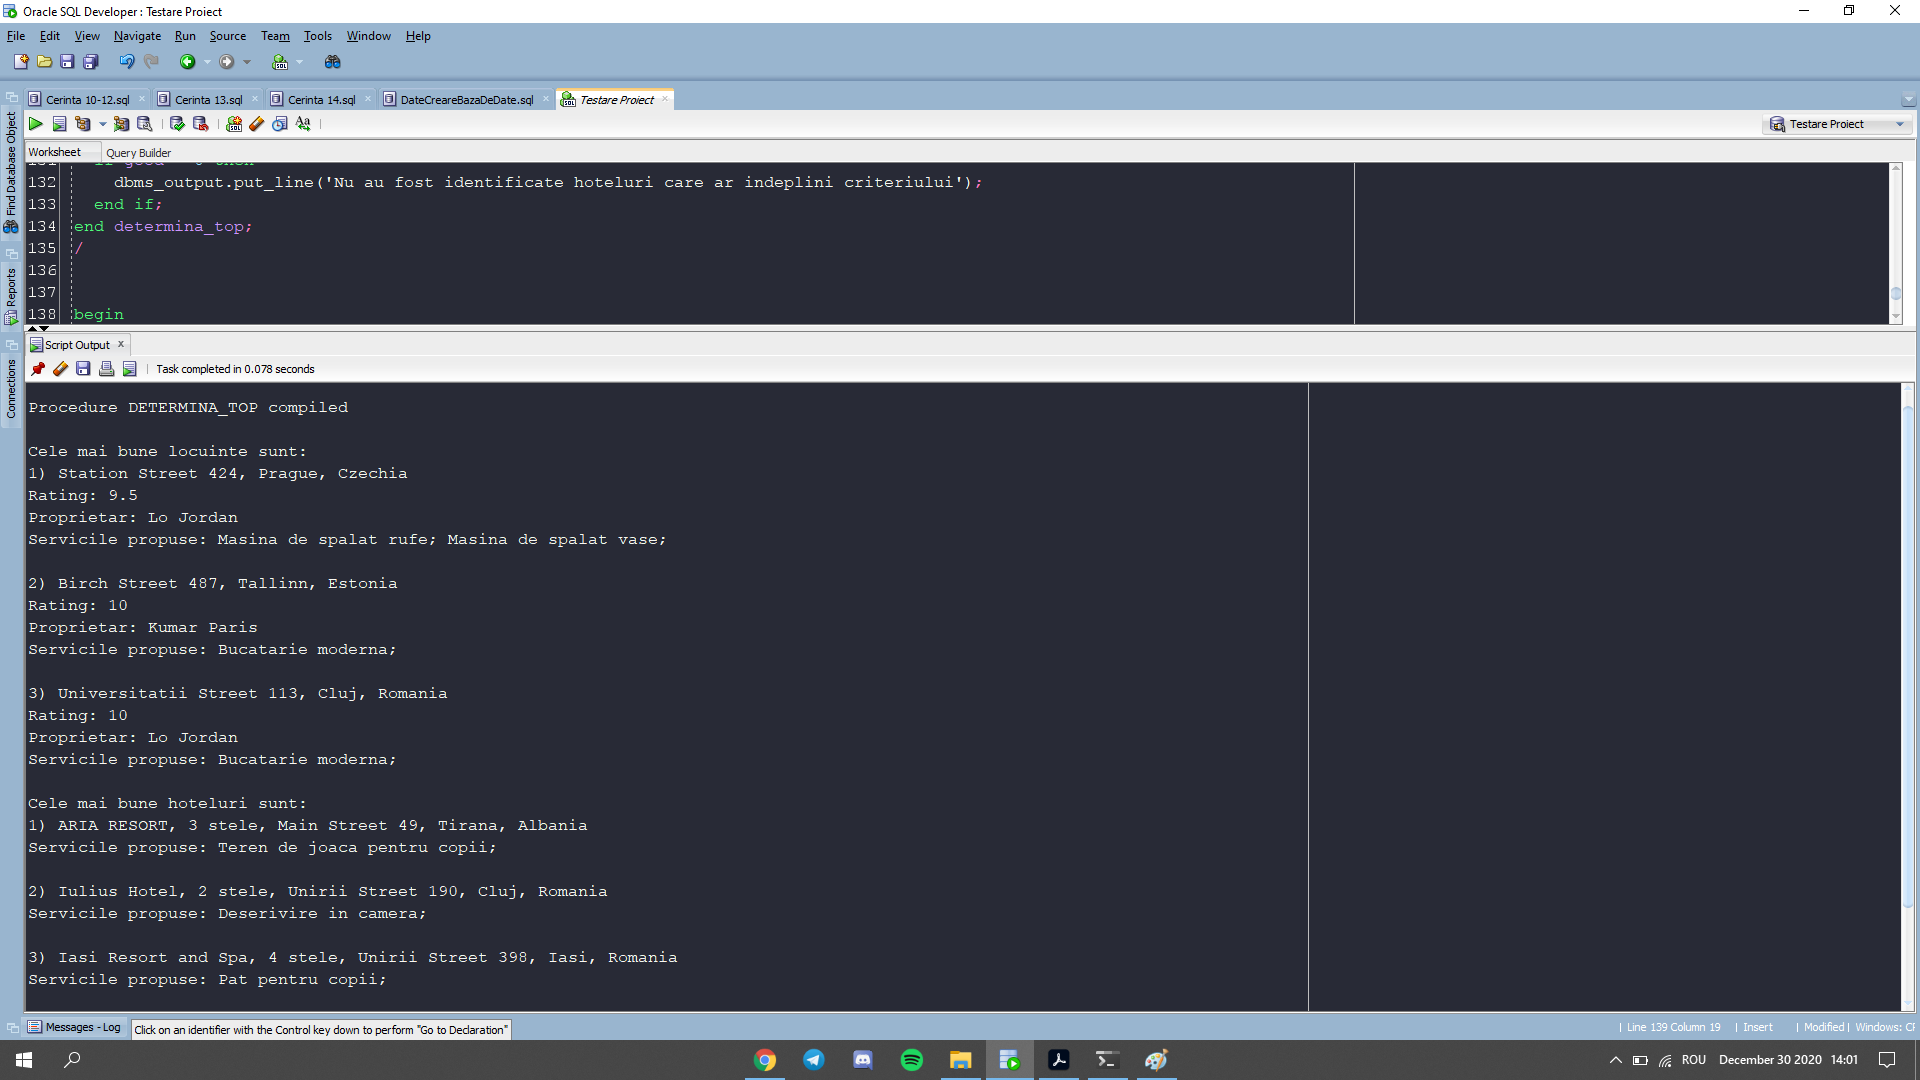 Oracle SQL Developer : Testare Proiect
File Edit View Navigate Run Source Team Tools Window Help
Cerinta 10-12.sql Cerinta 13.sql Cerinta 14.sql DateCreareBazaDeDate.sql Testare Proiect
Testare Proiect
Worksheet Query Builder
132 dbms_output.put_line('Nu au fost identificate hoteluri care ar indeplini criteriului');
133 end if;
134 end determina_top;
135 /
136
137
138 begin
Find Database Object
Reports
Connections
Script Output x
Task completed in 0.078 seconds
Procedure DETERMINA_TOP compiled
Cele mai bune locuinte sunt:
1) Station Street 424, Prague, Czechia
Rating: 9.5
Proprietar: Lo Jordan
Servicile propuse: Masina de spalat rufe; Masina de spalat vase;
2) Birch Street 487, Tallinn, Estonia
Rating: 10
Proprietar: Kumar Paris
Servicile propuse: Bucatarie moderna;
3) Universitatii Street 113, Cluj, Romania
Rating: 10
Proprietar: Lo Jordan
Servicile propuse: Bucatarie moderna;
Cele mai bune hoteluri sunt:
1) ARIA RESORT, 3 stele, Main Street 49, Tirana, Albania
Servicile propuse: Teren de joaca pentru copii;
2) Iulius Hotel, 2 stele, Unirii Street 190, Cluj, Romania
Servicile propuse: Deserivire in camera;
3) Iasi Resort and Spa, 4 stele, Unirii Street 398, Iasi, Romania
Servicile propuse: Pat pentru copii;
Messages - Log Click on an identifier with the Control key down to perform "Go to Declaration"
Line 139 Column 19 | Insert | Modified | Windows:
ROU December 30 2020 14:01